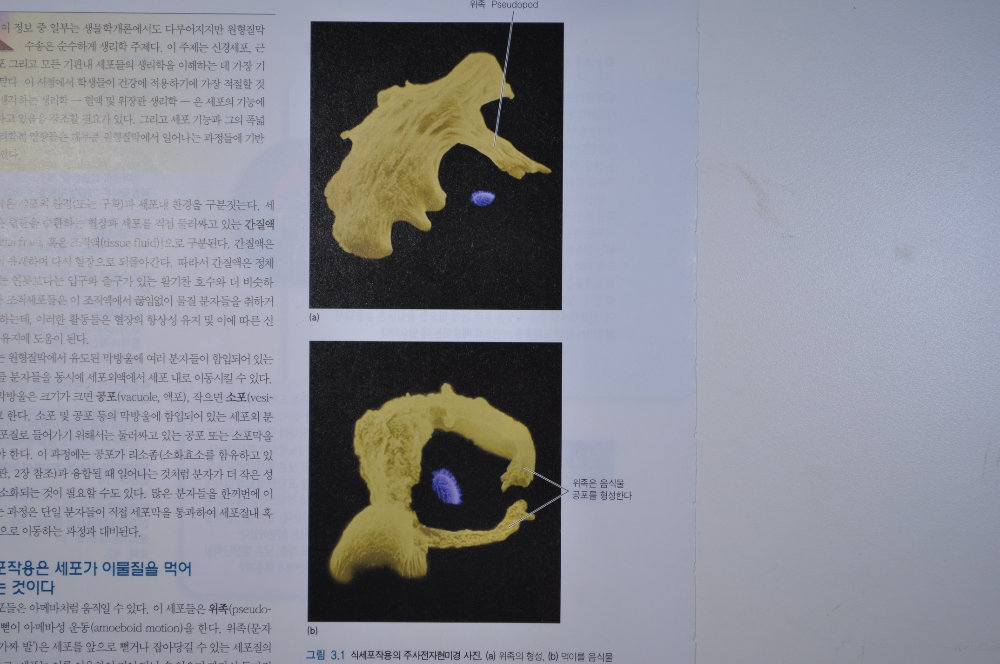 이 정보 중 일부는 생물학개론에서도 다루어지지만 원형질막
수송은 순수하게 생리학 주제다. 이 주제는 신경세포, 근
포 그리고 모든 기관내 세포들의 생리학을 이해하는 데 가장 기
된다. 이 시점에서 학생들이 건강에 적용하기에 가장 적절할 것
생각하는 생리학 — 혈액 및 위장관 생리학 — 은 세포의 기능에
하고 있음을 강조할 필요가 있다. 그리고 세포 기능과 그의 폭넓
리학적 영향들은 대부분 원형질막에서 일어나는 과정들에 기반
있다.
세포외 환경(또는 구획)과 세포내 환경을 구분짓는다. 세
혈관을 순환하는 혈장과 세포를 직접 둘러싸고 있는 간질액
fluid, 혹은 조직액(tissue fluid)]으로 구분된다. 간질액은
유래하며 다시 혈장으로 되돌아간다. 따라서 간질액은 정체
는 연못보다는 입구와 출구가 있는 활기찬 호수와 더 비슷하
조직세포들은 이 조직액에서 끊임없이 물질 분자들을 취하거
하는데, 이러한 활동들은 혈장의 항상성 유지 및 이에 따른 신
유지에 도움이 된다.
는 원형질막에서 유도된 막방울에 여러 분자들이 함입되어 있는
들 분자들을 동시에 세포외액에서 세포 내로 이동시킬 수 있다.
막방울은 크기가 크면 공포(vacuole, 액포), 작으면 소포(vesi-
고 한다. 소포 및 공포 등의 막방울에 함입되어 있는 세포외 분
포질로 들어가기 위해서는 둘러싸고 있는 공포 또는 소포막을
야 한다. 이 과정에는 공포가 리소좀(소화효소를 함유하고 있
관, 2장 참조)과 융합될 때 일어나는 것처럼 분자가 더 작은 성
소화되는 것이 필요할 수도 있다. 많은 분자들을 한꺼번에 이
는 과정은 단일 분자들이 직접 세포막을 통과하여 세포질내 혹
으로 이동하는 과정과 대비된다.
포작용은 세포가 이물질을 먹어
는 것이다
포들은 아메바처럼 움직일 수 있다. 이 세포들은 위족(pseudo-
뻗어 아메바성 운동(amoeboid motion)을 한다. 위족(문자
'가짜 발')은 세포를 앞으로 뻗거나 잡아당길 수 있는 세포질의
위족 Pseudopod
(a)
위족은 음식물
공포를 형성한다
(b)
그림 3.1 식세포작용의 주사전자현미경 사진. (a) 위족의 형성, (b) 먹이를 음식물